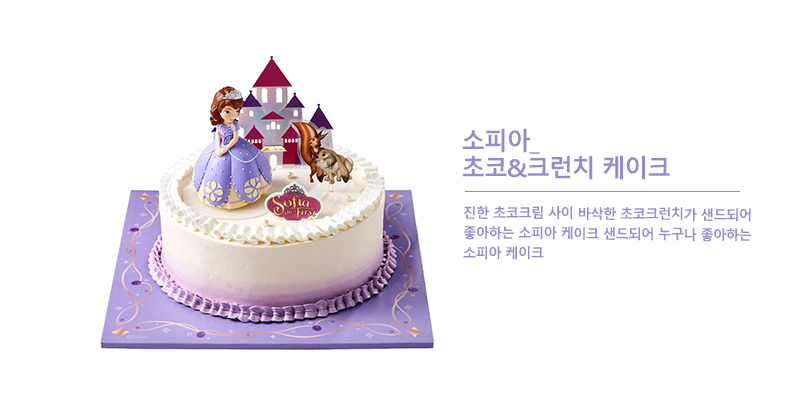 소피아_
초코&크런치 케이크
진한 초코크림 사이 바삭한 초코크런치가 샌드되어
좋아하는 소피아 케이크 샌드되어 누구나 좋아하는
소피아 케이크
Sofia
the First
©Disney